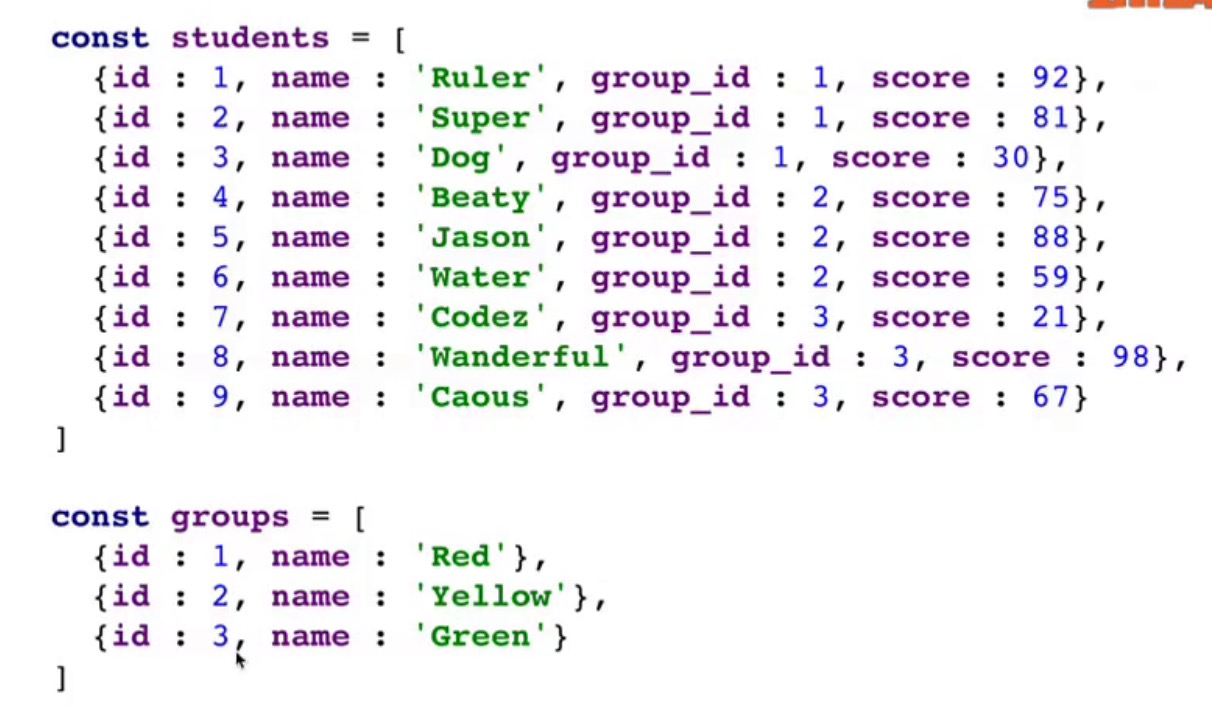 const students = [
{id : 1, name : 'Ruler', group_id : 1, score : 92},
{id : 2, name : 'Super', group_id : 1, score : 81},
{id : 3, name : 'Dog', group_id : 1, score : 30},
{id : 4, name : 'Beaty', group_id : 2, score : 75},
{id : 5, name : 'Jason', group_id : 2, score : 88},
{id : 6, name : 'Water', group_id : 2, score : 59},
{id : 7, name : 'Codez', group_id : 3, score : 21},
{id : 8, name : 'Wanderful', group_id : 3, score : 98},
{id : 9, name : 'Caous', group_id : 3, score : 67}
]
const groups = [
{id : 1, name : 'Red'},
{id : 2, name : 'Yellow'},
{id : 3, name : 'Green'}
]